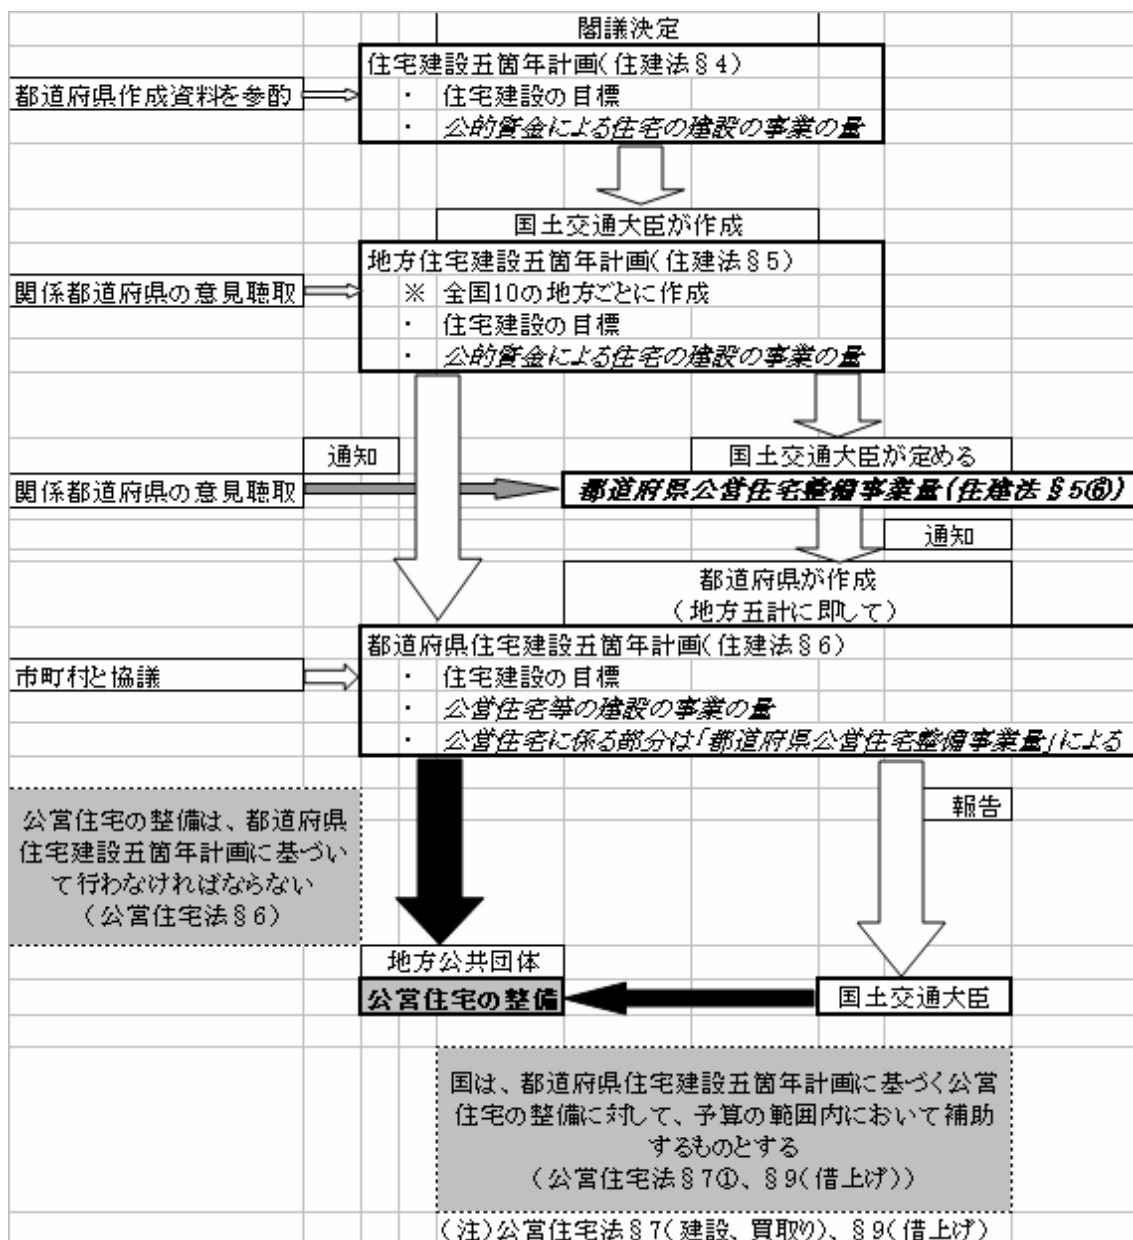 閣議決定
住宅建設五箇年計画(住建法§4)
都道府県作成資料を参酌
・ 住宅建設の目標
・ 公的資金による住宅の建設の事業の量
国土交通大臣が作成
地方住宅建設五箇年計画(住建法§5)
関係都道府県の意見聴取
※ 全国10の地方ごとに作成
・ 住宅建設の目標
・ 公的資金による住宅の建設の事業の量
通知
国土交通大臣が定める
関係都道府県の意見聴取
都道府県公営住宅整備事業量(住建法§5⑥)
通知
都道府県が作成
(地方五計に即して)
都道府県住宅建設五箇年計画(住建法§6)
市町村と協議
・ 住宅建設の目標
・ 公営住宅等の建設の事業の量
・ 公営住宅に係る部分は「都道府県公営住宅整備事業量」による
報告
公営住宅の整備は、都道府県
住宅建設五箇年計画に基づい
て行わなければならない
(公営住宅法§6)
地方公共団体
公営住宅の整備
国土交通大臣
国は、都道府県住宅建設五箇年計画に基づく公営
住宅の整備に対して、予算の範囲内において補助
するものとする
(公営住宅法§7①、§9(借上げ))
(注)公営住宅法§7(建設、買取り)、§9(借上げ)